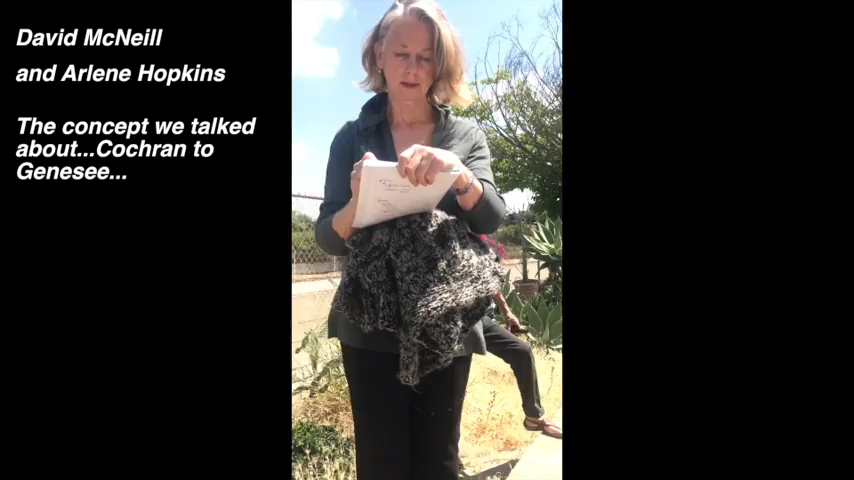 David McNeill
and Arlene Hopkins
The concept we talked
about...Cochran to
Genesee...